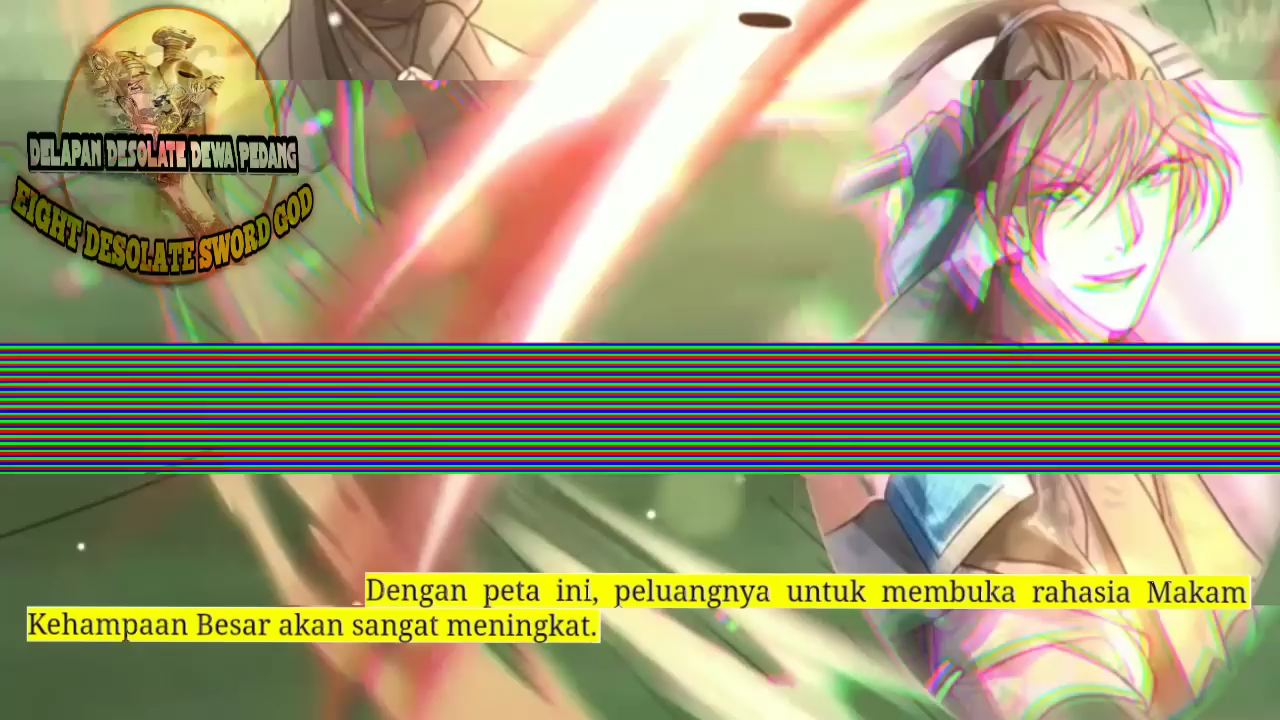 DELAPAN DESOLATE DEWA PEDANG
EIGHT DESOLATE SWORD GOD
Dengan peta ini, peluangnya untuk membuka rahasia Makam
Kehampaan Besar akan sangat meningkat.